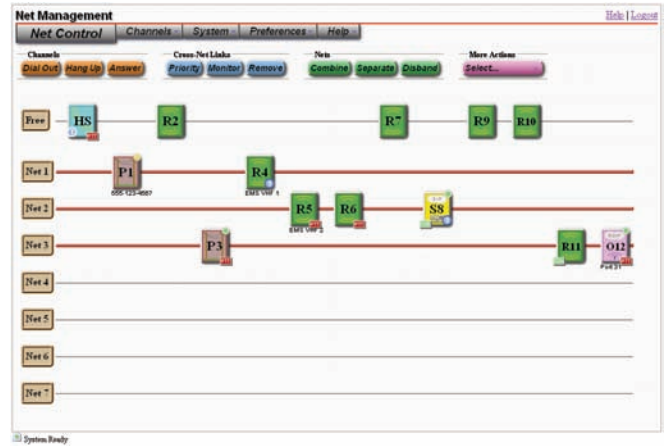 Net Management
Help | Logout
Net Control Channels System Preferences Help
Channels Cross-Net Links Nets More Actions
Dial Out Hang Up Answer Priority Monitor Remove Combine Separate Disband Select...
Free HS R2 R7 R9 R10
Net 1 P1 R4
555-123-4567 EMS VHF 1
Net 2 R5 R6 S8
EMS VHF 2
Net 3 P3 R11 O12
Net 4
Net 5
Net 6
Net 7
System Ready